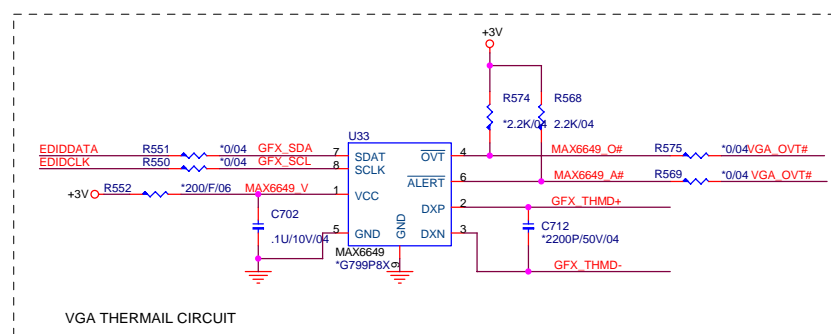 +3V
R574
R568
*2.2K/04
2.2K/04
U33
EDIDDATA
R551
*0/04
GFX_SDA
7
SDAT
OVT
4
MAX6649_O#
R575
*0/04
VGA_OVT#
EDIDCLK
R550
*0/04
GFX_SCL
8
SCLK
ALERT
6
MAX6649_A#
R569
*0/04
VGA_OVT#
+3V
R552
*200/F/06
MAX6649_V
1
VCC
DXP
2
GFX_THMD+
C702
.1U/10V/04
5
GND
GND
DXN
3
C712
*2200P/50V/04
MAX6649
*G799P8X
9
GFX_THMD-
VGA THERMAIL CIRCUIT